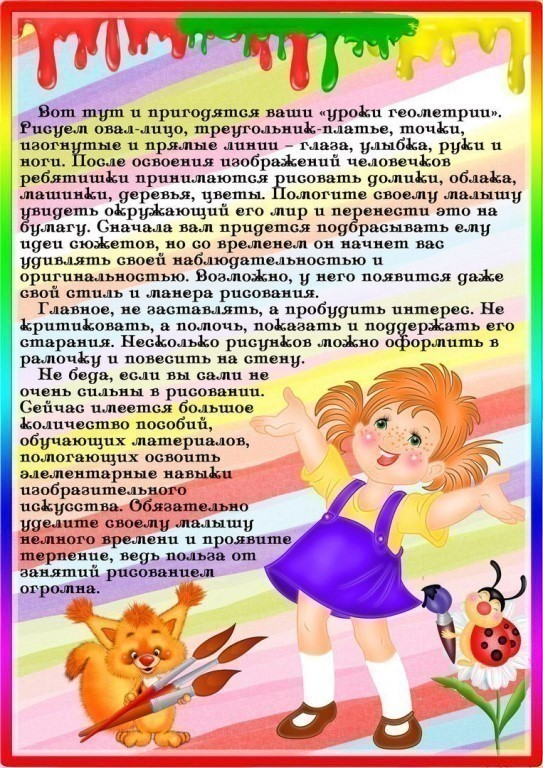 Вот тут и пригодятся ваши «уроки геометрии».
Рисуем овал-лицо, треугольник-платье, точки,
изогнутые и прямые линии – глаза, улыбка, руки и
ноги. После освоения изображений человечков
ребятишки принимаются рисовать домики, облака,
машинки, деревья, цветы. Помогите своему малышу
увидеть окружающий его мир и перенести это на
бумагу. Сначала вам придется подбрасывать ему
идеи сюжетов, но со временем он начнет вас
удивлять своей наблюдательностью и
оригинальностью. Возможно, у него появится даже
свой стиль и манера рисования.
Главное, не заставлять, а пробудить интерес. Не
критиковать, а помочь, показать и поддержать его
старания. Несколько рисунков можно оформить в
рамочку и повесить на стену.
Не беда, если вы сами не
очень сильны в рисовании.
Сейчас имеется большое
количество пособий,
обучающих материалов,
помогающих освоить
элементарные навыки
изобразительного
искусства. Обязательно
уделите своему малышу
немного времени и проявите
терпение, ведь польза от
занятий рисованием
огромна.